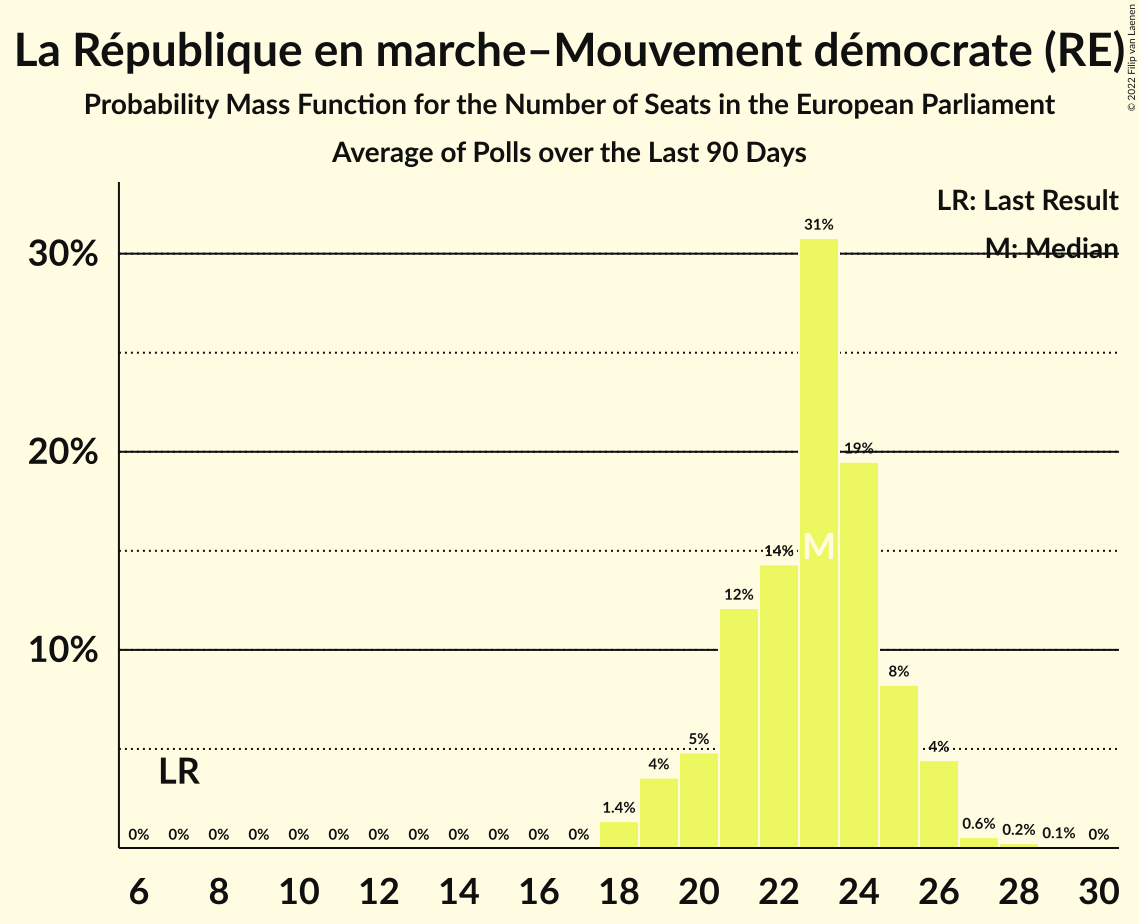 La République en marche–Mouvement démocrate (RE)
© 2022 Filip van Laenen
Probability Mass Function for the Number of Seats in the European Parliament
Average of Polls over the Last 90 Days
LR: Last Result
M: Median
30%
20%
10%
31%
19%
14%
12%
8%
5%
4%
4%
1.4%
0.6%
0.2%
0.1%
0%
0% 0% 0% 0% 0% 0% 0% 0% 0% 0% 0% 0%
M
LR
6 8 10 12 14 16 18 20 22 24 26 28 30